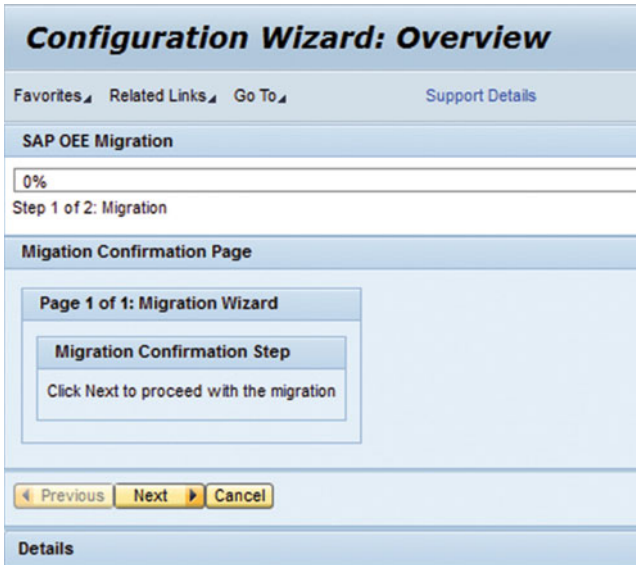 Configuration Wizard: Overview
Favorites Related Links Go To Support Details
SAP OEE Migration
0%
Step 1 of 2: Migration
Migation Confirmation Page
Page 1 of 1: Migration Wizard
Migration Confirmation Step
Click Next to proceed with the migration
Previous Next Cancel
Details